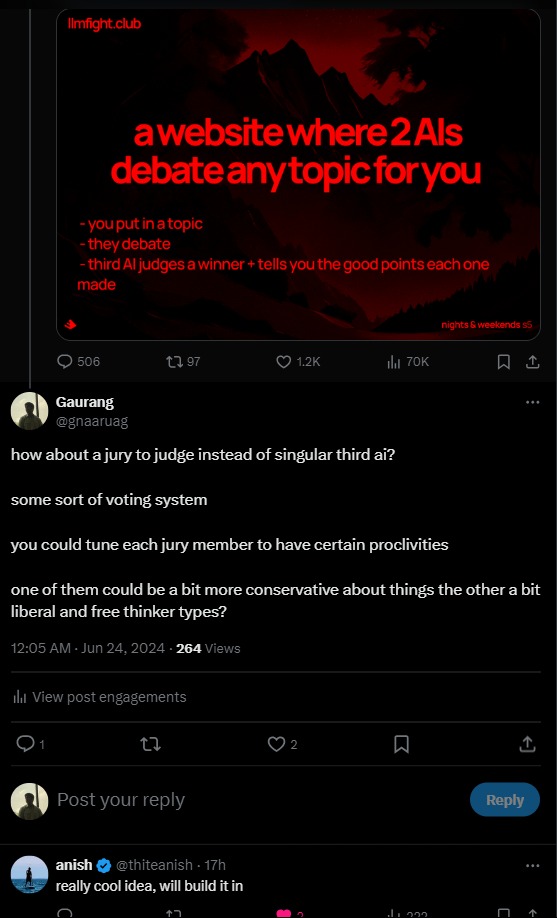 llmfight.club
a website where 2 AIs
debate any topic for you
- you put in a topic
- they debate
- third AI judges a winner + tells you the good points each one
made
nights & weekends s5
506 97 1.2K 70K
Gaurang
@gnaaruag
how about a jury to judge instead of singular third ai?
some sort of voting system
you could tune each jury member to have certain proclivities
one of them could be a bit more conservative about things the other a bit
liberal and free thinker types?
12:05 AM · Jun 24, 2024 · 264 Views
View post engagements
1 2
Post your reply
Reply
anish @thiteanish · 17h
really cool idea, will build it in
2 222